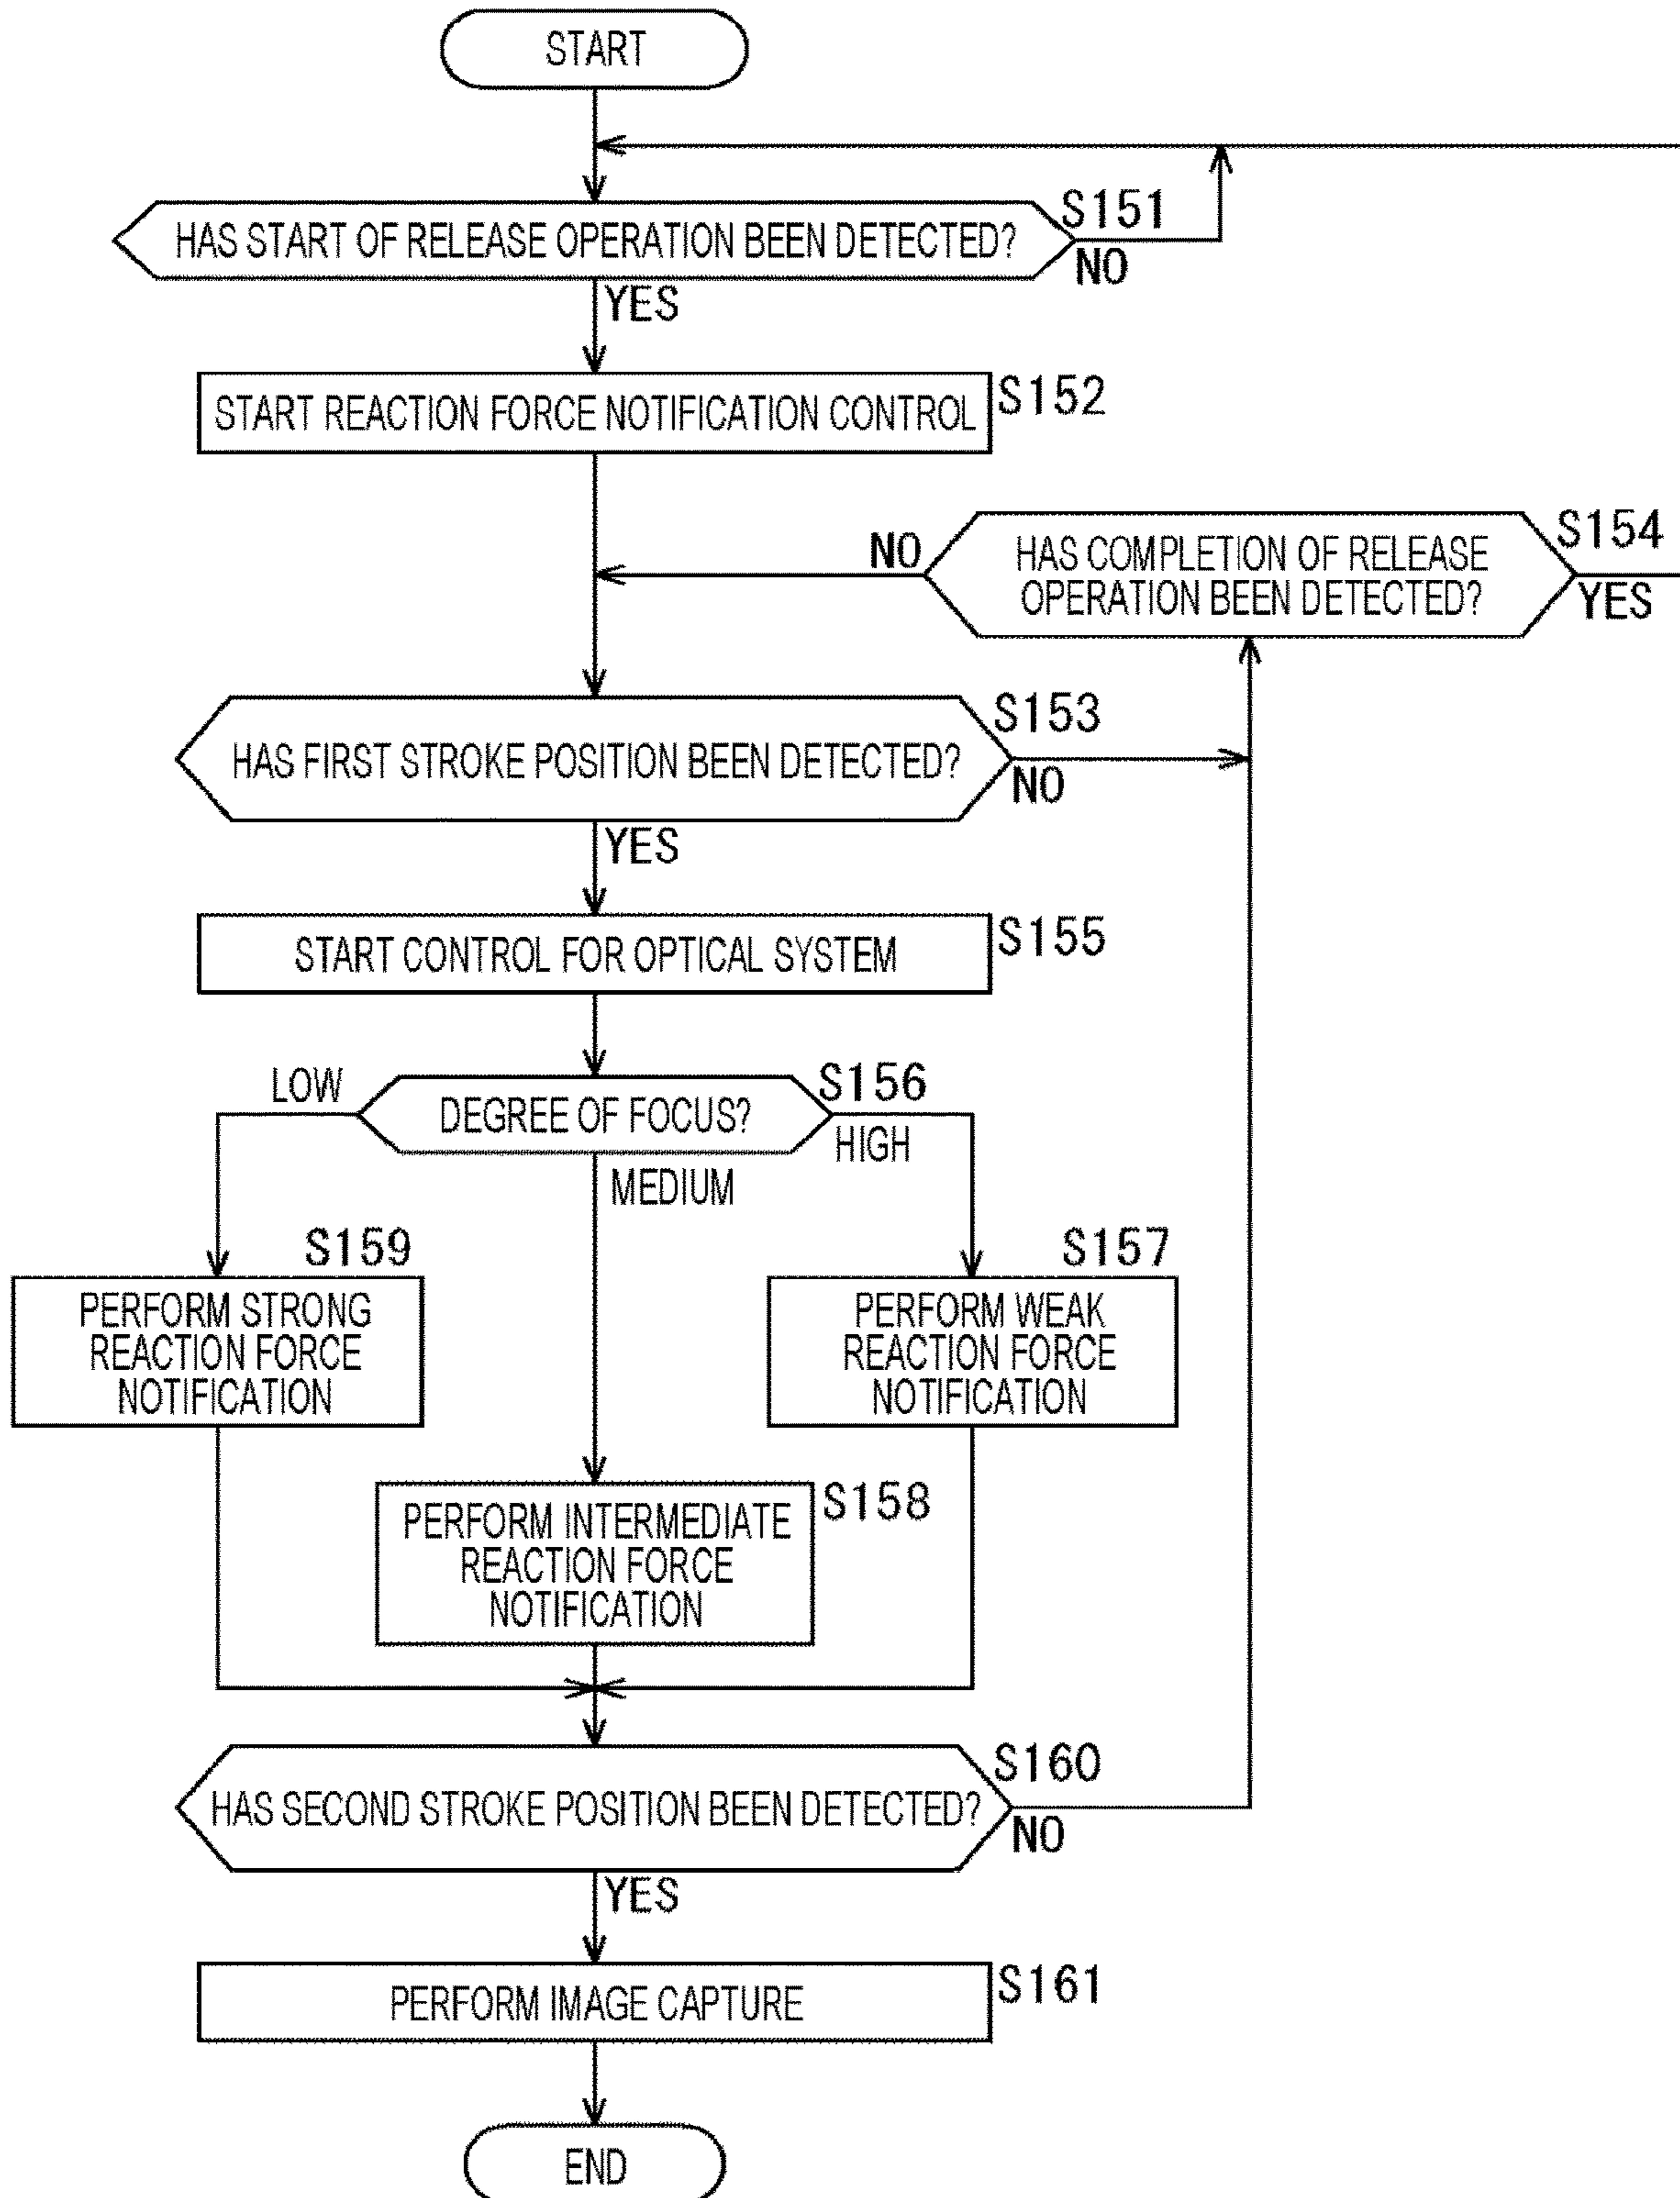 START
HAS START OF RELEASE OPERATION BEEN DETECTED?
S151
NO
YES
START REACTION FORCE NOTIFICATION CONTROL
S152
NO
HAS COMPLETION OF RELEASE
OPERATION BEEN DETECTED?
S154
YES
HAS FIRST STROKE POSITION BEEN DETECTED?
S153
NO
YES
START CONTROL FOR OPTICAL SYSTEM
S155
LOW
DEGREE OF FOCUS?
S156
HIGH
MEDIUM
S159
PERFORM STRONG
REACTION FORCE
NOTIFICATION
S157
PERFORM WEAK
REACTION FORCE
NOTIFICATION
PERFORM INTERMEDIATE
REACTION FORCE
NOTIFICATION
S158
HAS SECOND STROKE POSITION BEEN DETECTED?
S160
NO
YES
PERFORM IMAGE CAPTURE
S161
END